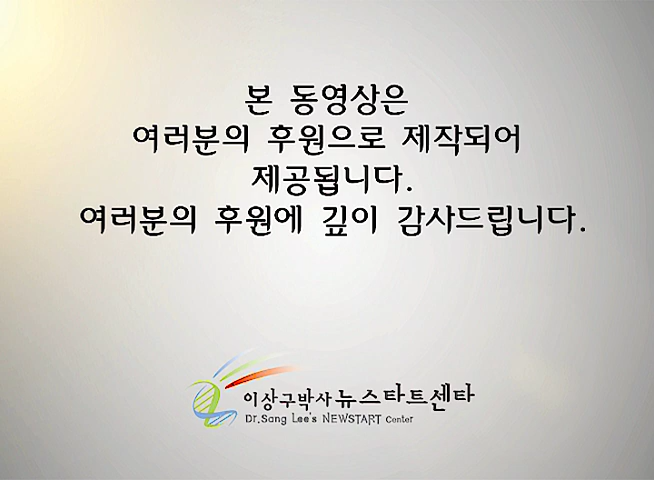 본 동영상은
여러분의 후원으로 제작되어
제공됩니다.
여러분의 후원에 깊이 감사드립니다.
이상구박사뉴스타트센타
Dr.Sang Lee's NEWSTART Center